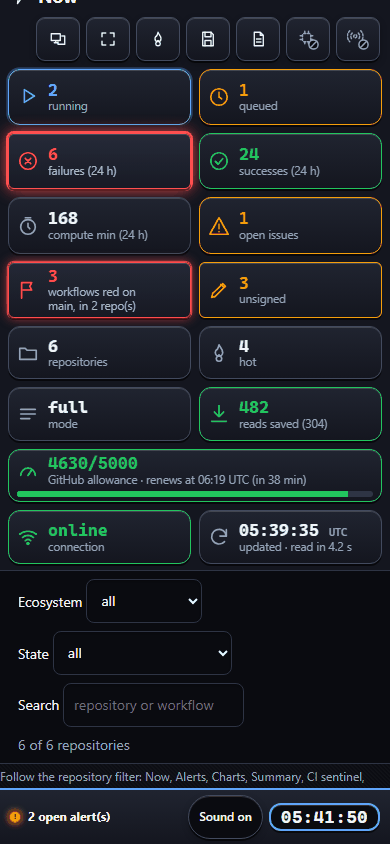 2
running
1
queued
6
failures (24 h)
24
successes (24 h)
168
compute min (24 h)
1
open issues
3
workflows red on
main, in 2 repo(s)
3
unsigned
6
repositories
4
hot
full
mode
482
reads saved (304)
4630/5000
GitHub allowance · renews at 06:19 UTC (in 38 min)
online
connection
05:39:35 UTC
updated · read in 4.2 s
Ecosystem all
State all
Search repository or workflow
6 of 6 repositories
Follow the repository filter: Now, Alerts, Charts, Summary, CI sentinel,
2 open alert(s)
Sound on
05:41:50